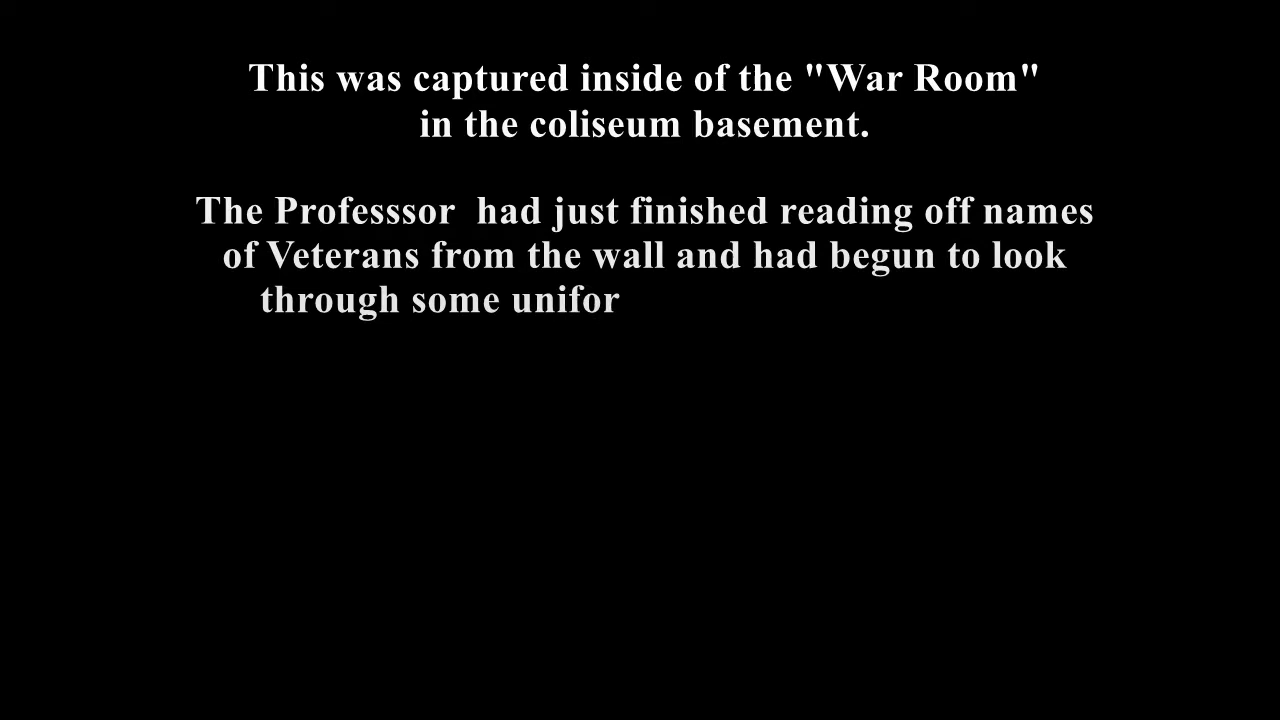 This was captured inside of the "War Room"
in the coliseum basement.
The Professsor  had just finished reading off names
of Veterans from the wall and had begun to look
through some unifor